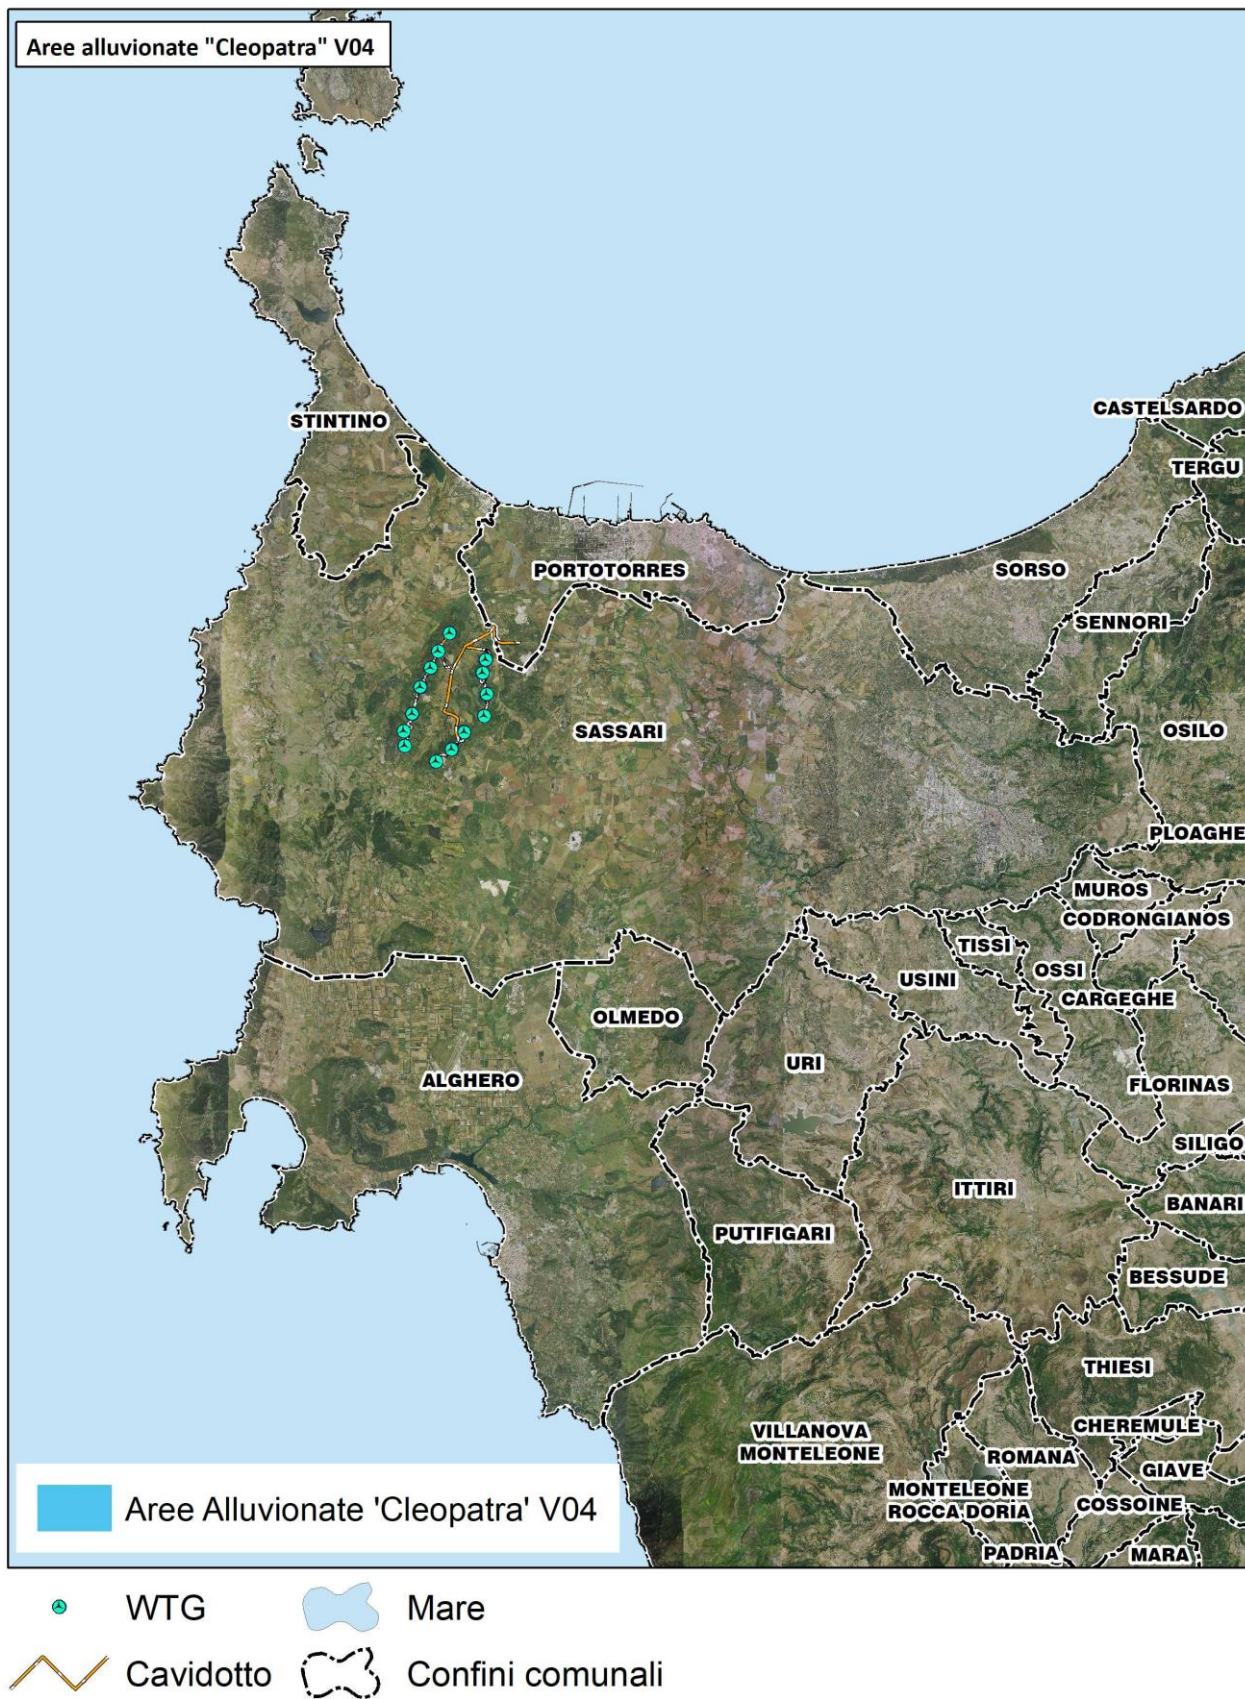 Aree alluvionate "Cleopatra" V04
STINTINO
CASTELSARDO
TERGU
PORTOTORRES
SORSO
SENNORI
SASSARI
OSILO
PLOAGHE
MUROS
CODRONGIANOS
TISSI
OSSI
USINI
CARGEGHE
OLMEDO
URI
ALGHERO
FLORINAS
SILIGO
ITTIRI
BANARI
PUTIFIGARI
BESSUDE
THIESI
CHEREMULE
VILLANOVA
MONTELEONE
ROMANA
GIAVE
MONTELEONE
ROCCA DORIA
COSSOINE
PADRIA
MARA
Aree Alluvionate 'Cleopatra' V04
WTG
Mare
Cavidotto
Confini comunali